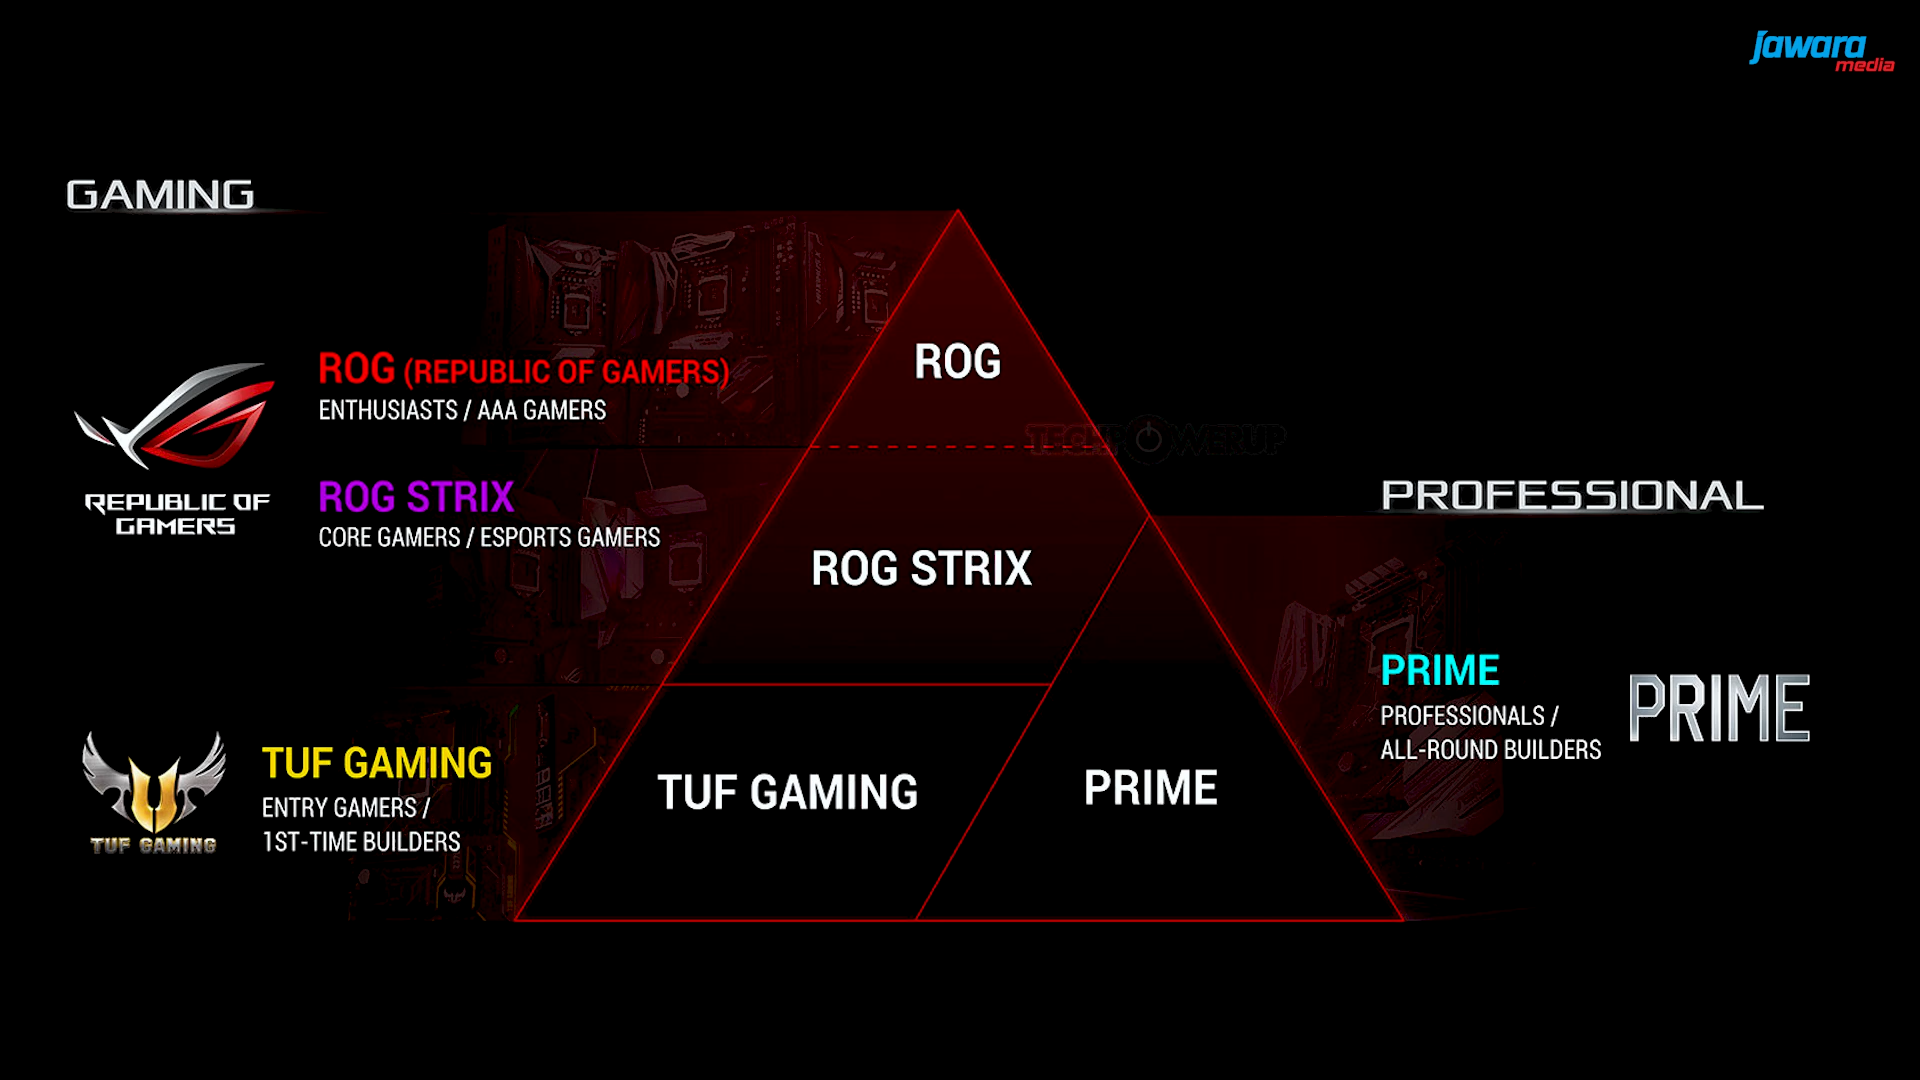 jawara
media
GAMING
ROG (REPUBLIC OF GAMERS)
ENTHUSIASTS / AAA GAMERS
REPUBLIC OF
GAMERS
ROG STRIX
CORE GAMERS / ESPORTS GAMERS
TUF GAMING
TUF GAMING
ENTRY GAMERS /
1ST-TIME BUILDERS
ROG
TECHPOWERUP
ROG STRIX
TUF GAMING
PRIME
PROFESSIONAL
PRIME
PROFESSIONALS /
ALL-ROUND BUILDERS
PRIME